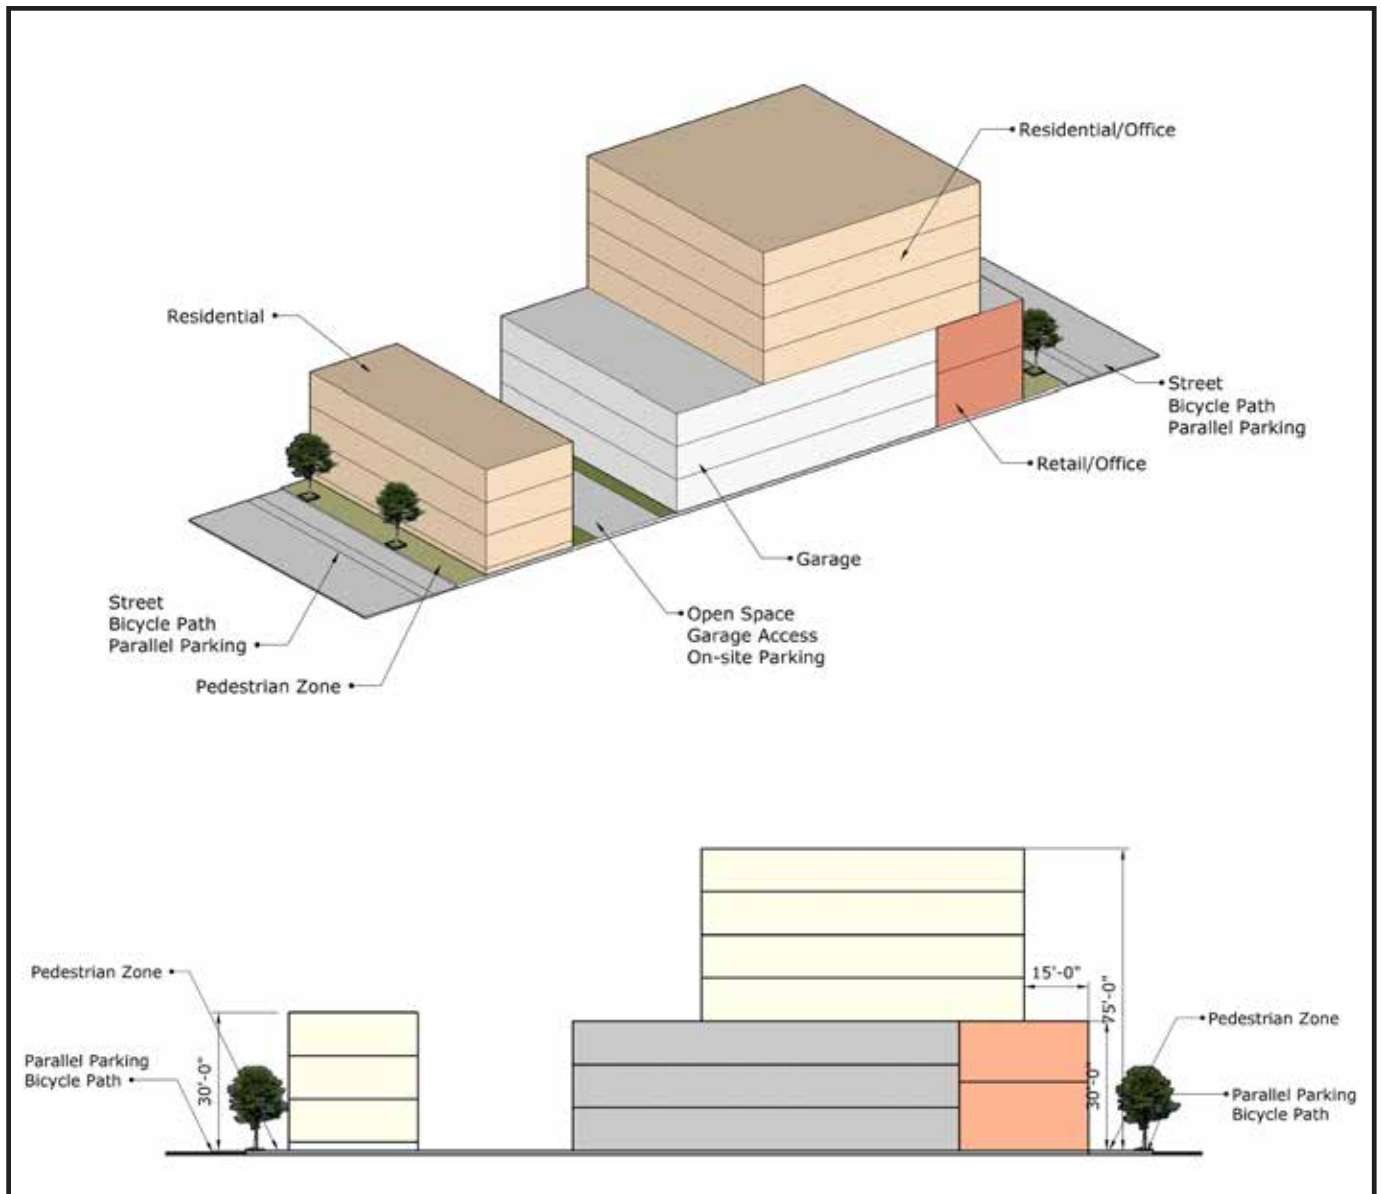 Residential/Office
Residential
Street
Bicycle Path
Parallel Parking
Retail/Office
Garage
Street
Bicycle Path
Parallel Parking
Open Space
Garage Access
On-site Parking
Pedestrian Zone
Pedestrian Zone
15'-0"
75'-0"
Pedestrian Zone
Parallel Parking
Bicycle Path
30'-0"
30'-0"
Parallel Parking
Bicycle Path